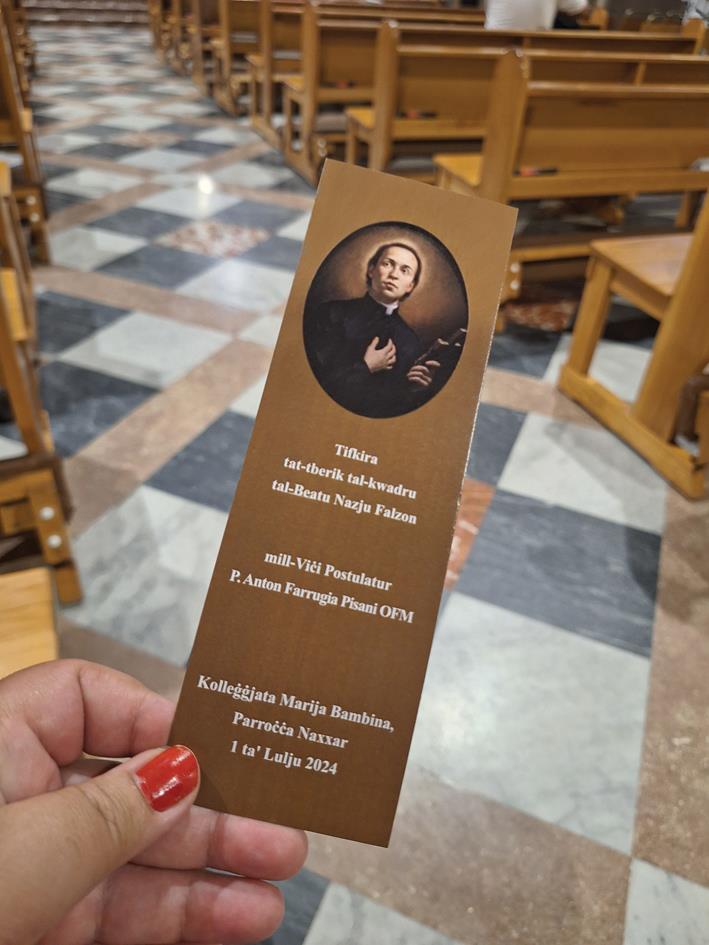 Tifkira
tat-tberik tal-kwadru
tal-Beatu Nazju Falzon
mill-Viċi Postulatur
P. Anton Farrugia Pisani OFM
Kolleġġjata Marija Bambina,
Parroċċa Naxxar
1 ta' Lulju 2024